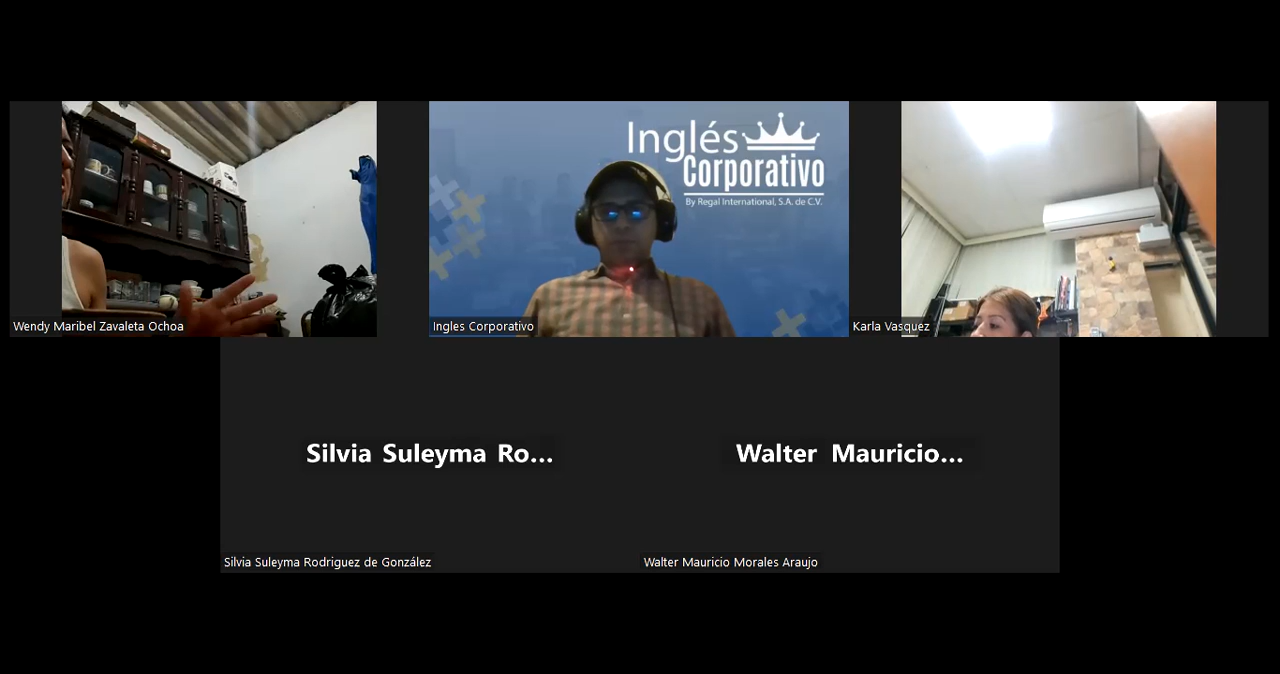 Inglés
Corporativo
By Regal International, S.A. de C.V.
Wendy Maribel Zavaleta Ochoa
Ingles Corporativo
Karla Vasquez
Silvia Suleyma Ro...
Walter Mauricio...
Silvia Suleyma Rodriguez de González
Walter Mauricio Morales Araujo